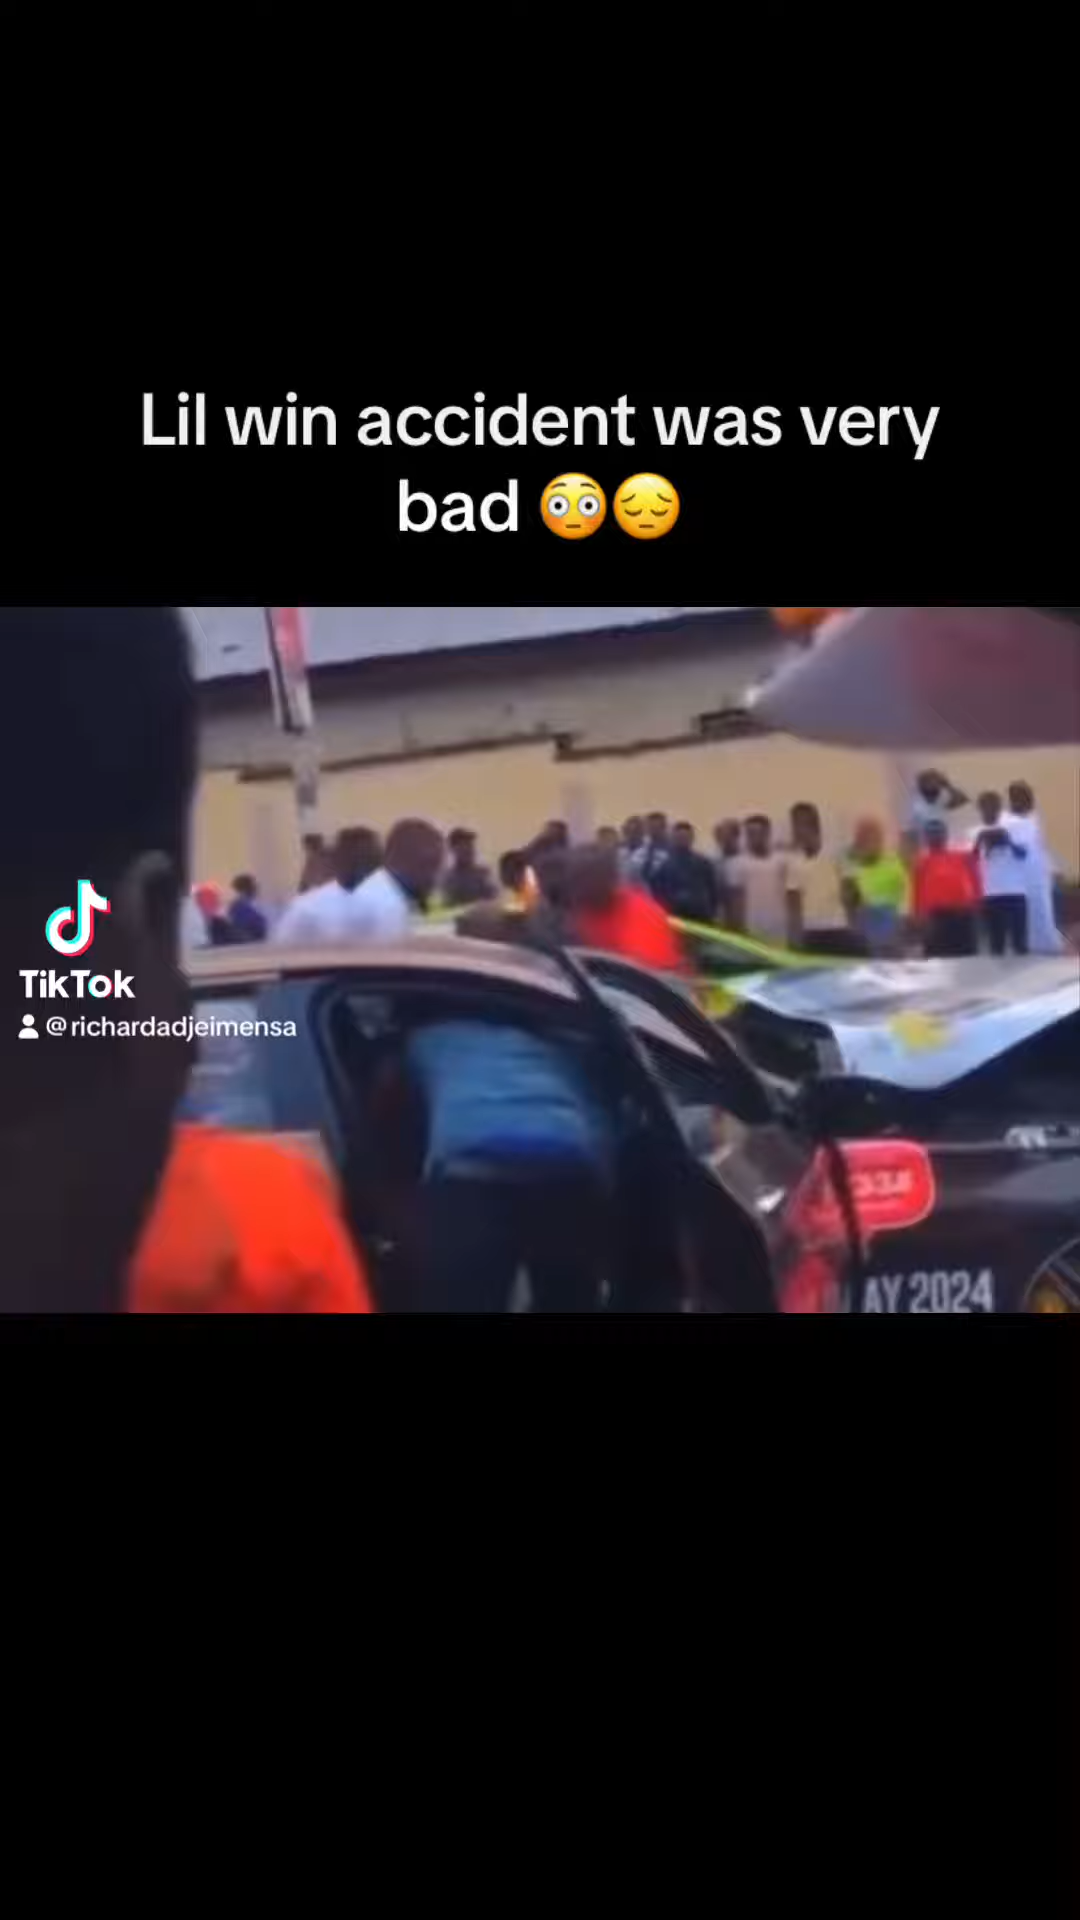 Lil win accident was very
bad 😳😔
TikTok
@richardadjeimensa
AY 2024